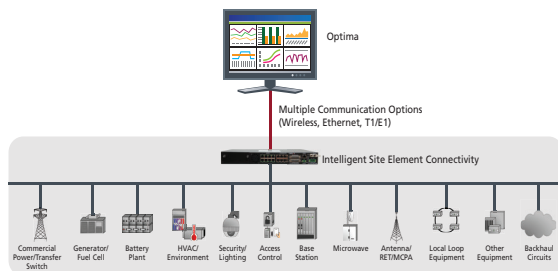 Optima
Multiple Communication Options
(Wireless, Ethernet, T1/E1)
Intelligent Site Element Connectivity
Commercial
Power/Transfer
Switch
Generator/
Fuel Cell
Battery
Plant
HVAC/
Environment
Security/
Lighting
Access
Control
Base
Station
Microwave
Antenna/
RET/MCPA
Local Loop
Equipment
Other
Equipment
Backhaul
Circuits